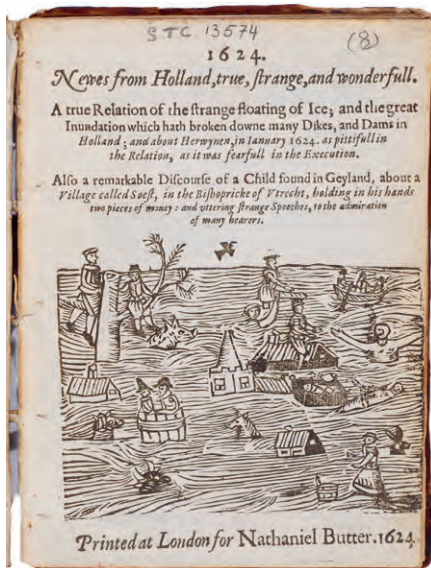 STC 13574
(8)
1624.
Newes from Holland, true, ſtrange, and wonderfull.
A true Relation of the ſtrange floating of Ice; and the great
Inundation which hath broken downe many Dikes, and Dams in
Holland; and about Herwynen, in Ianuary 1624. as pittifull in
the Relation, as it was fearfull in the Execution.
Alſo a remarkable Diſcourſe of a Child found in Geyland, about a
Village called Soeſt, in the Biſhopricke of Vtrecht, holding in his hands
two pieces of money: and vttering ſtrange Speeches, to the admiration
of many hearers.
Printed at London for Nathaniel Butter. 1624.